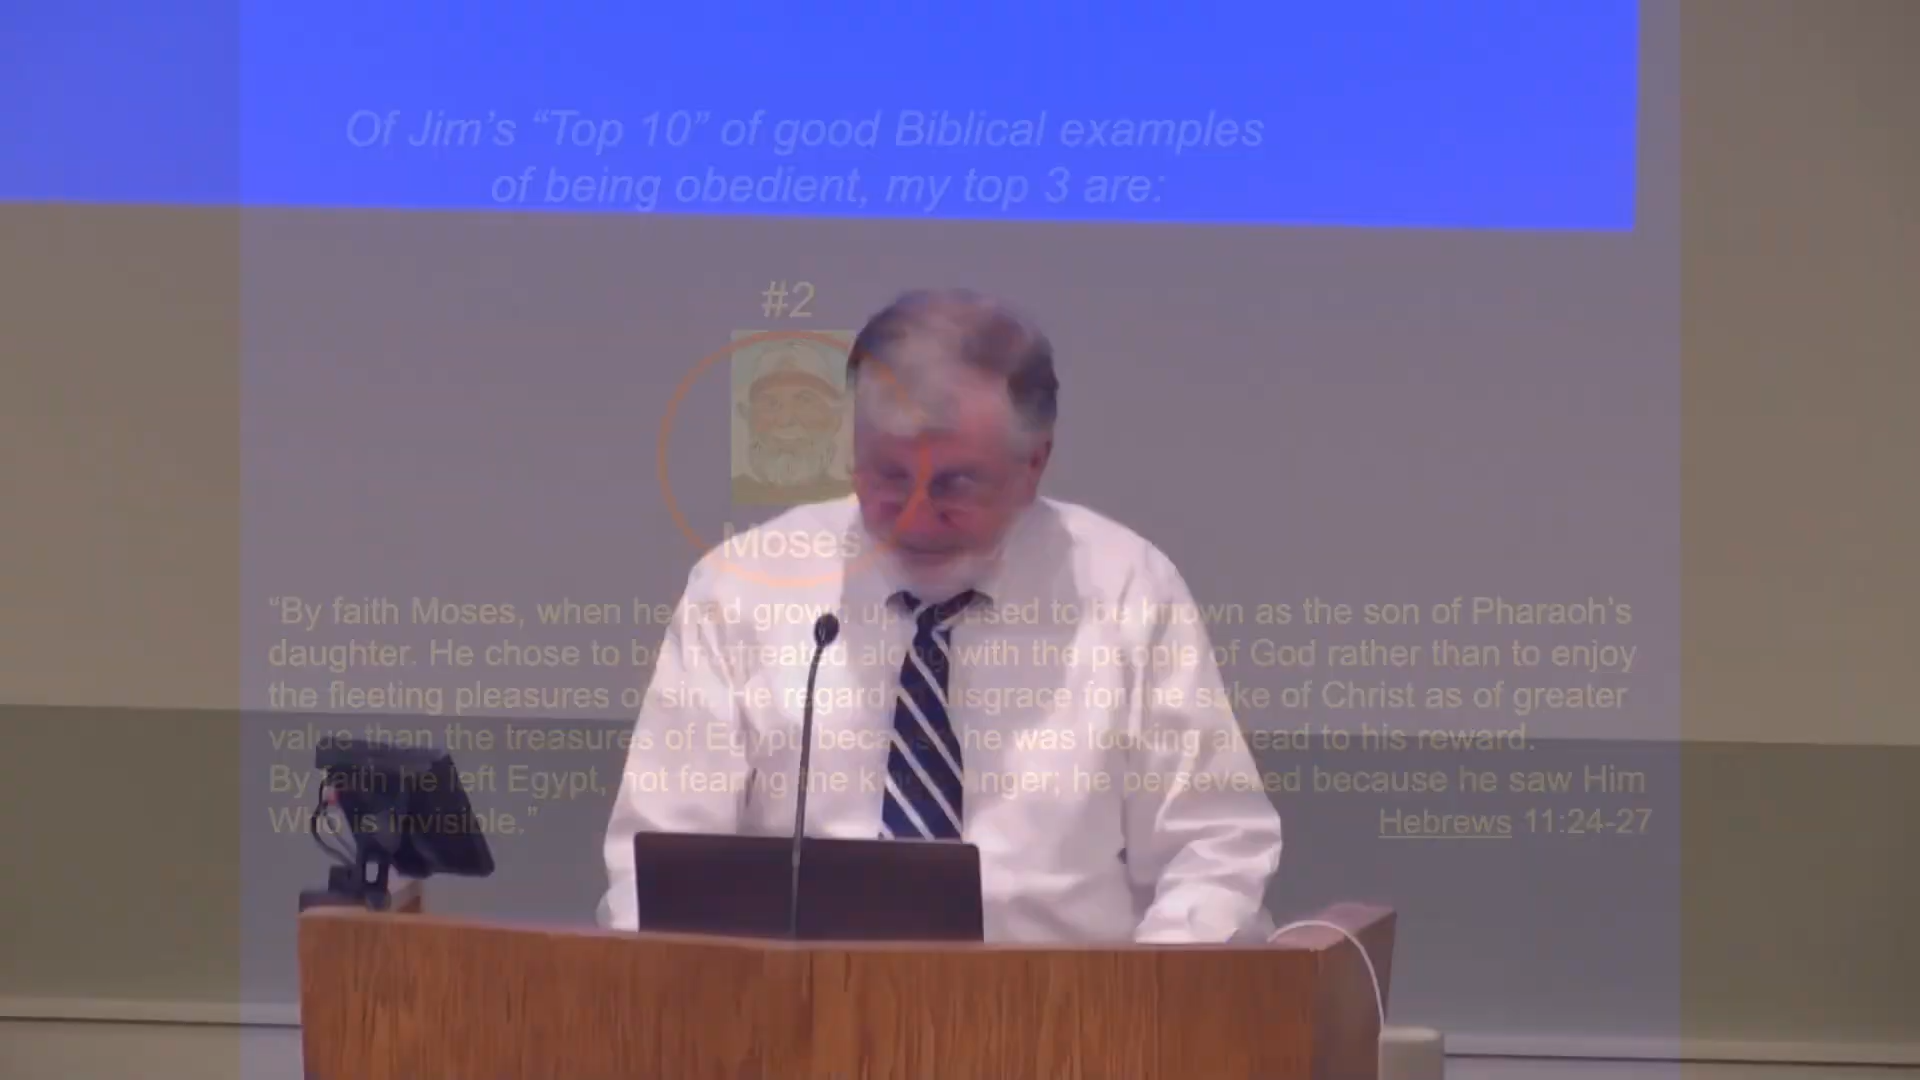 Of Jim’s “Top 10” of good Biblical examples
of being obedient, my top 3 are:
#2
Moses
“By faith Moses, when he had grown up, refused to be known as the son of Pharaoh’s
daughter. He chose to be mistreated along with the people of God rather than to enjoy
the fleeting pleasures of sin. He regarded disgrace for the sake of Christ as of greater
value than the treasures of Egypt, because he was looking ahead to his reward.
By faith he left Egypt, not fearing the king’s anger; he persevered because he saw Him
Who is invisible.” Hebrews 11:24-27